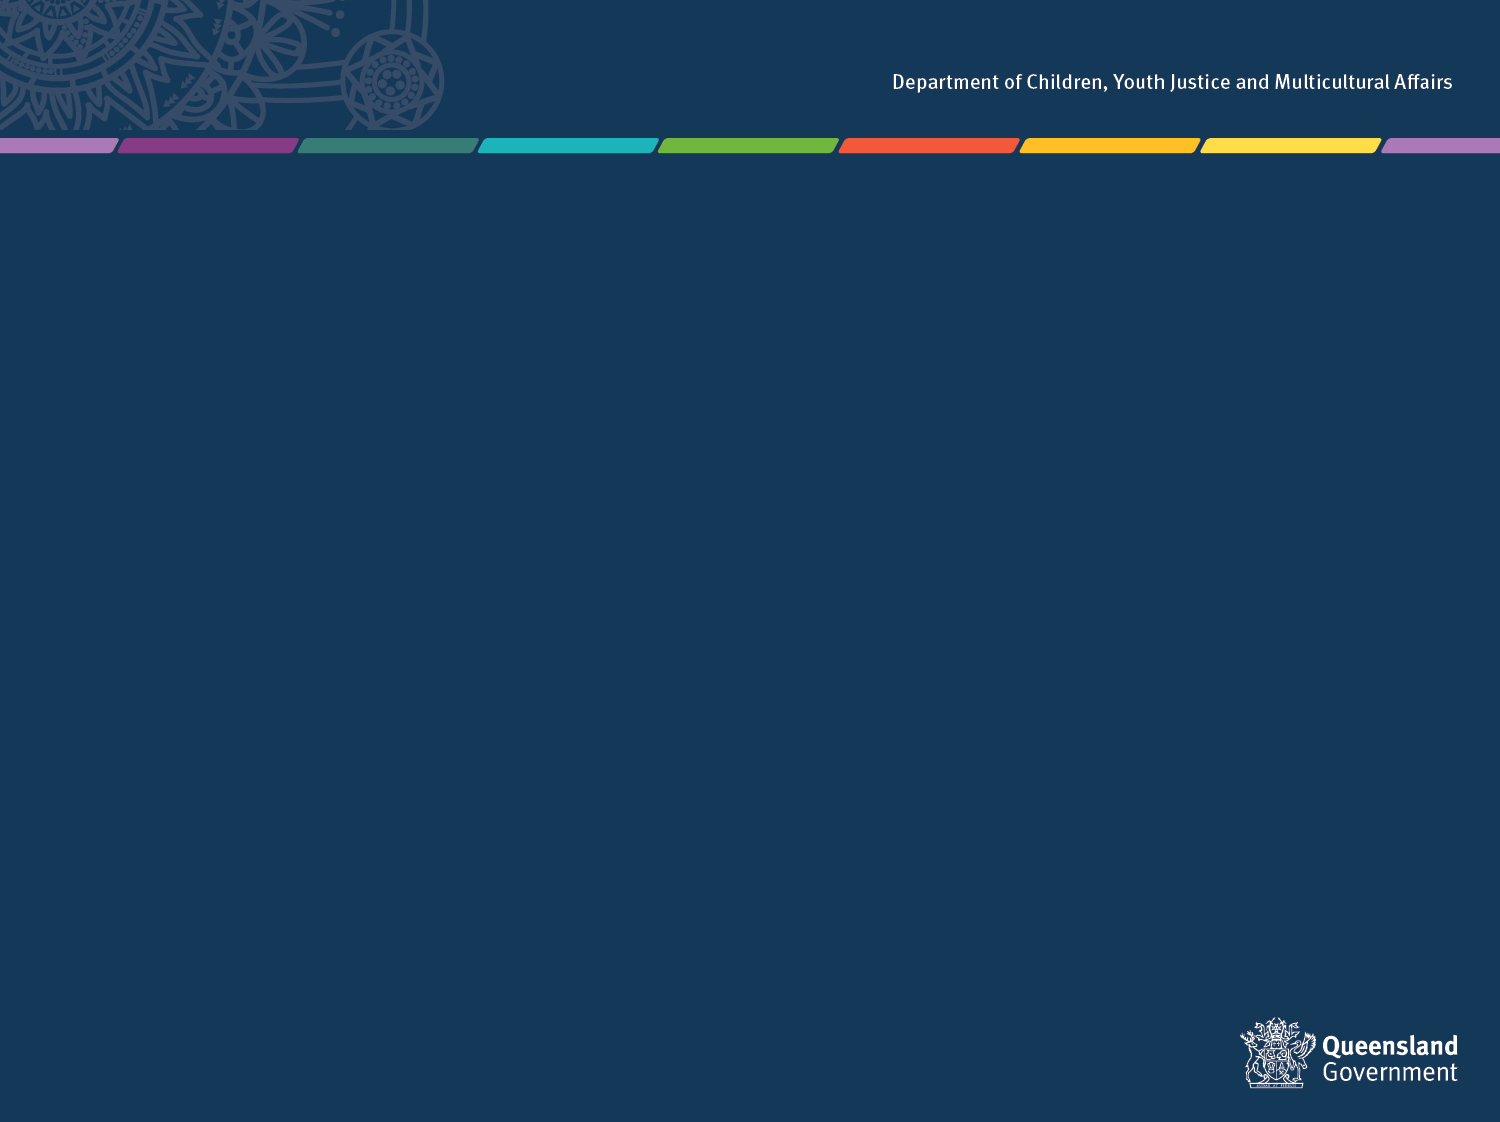 Department of Children, Youth Justice and Multicultural Affairs
Queensland
Government